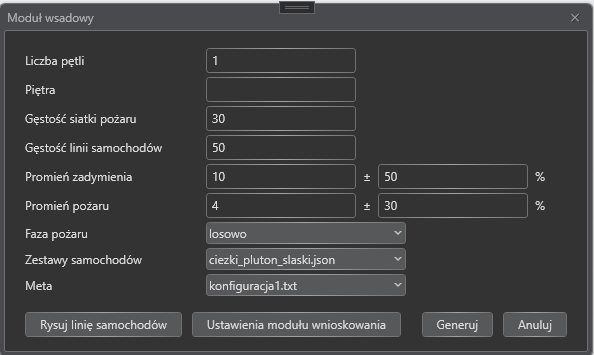 Moduł wsadowy
Liczba pętli 1
Piętra
Gęstość siatki pożaru 30
Gęstość linii samochodów 50
Promień zadymienia 10 ± 50 %
Promień pożaru 4 ± 30 %
Faza pożaru losowo
Zestawy samochodów ciezki_pluton_slaski.json
Meta konfiguracja1.txt
Rysuj linię samochodów Ustawienia modułu wnioskowania Generuj Anuluj